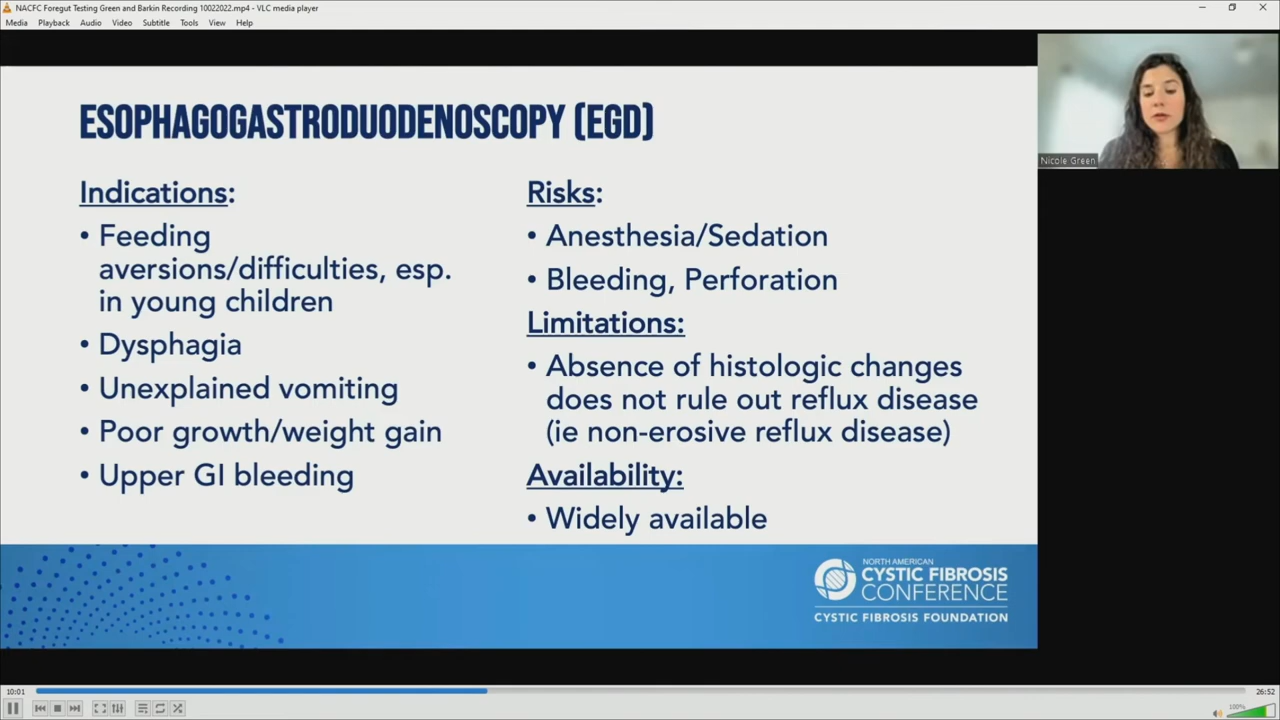 NACFC Foregut Testing Green and Barkin Recording 10022022.mp4 - VLC media player
Media Playback Audio Video Subtitle Tools View Help
ESOPHAGOGASTRODUODENOSCOPY (EGD)
Indications:
• Feeding
aversions/difficulties, esp.
in young children
• Dysphagia
• Unexplained vomiting
• Poor growth/weight gain
• Upper GI bleeding
Risks:
• Anesthesia/Sedation
• Bleeding, Perforation
Limitations:
• Absence of histologic changes
does not rule out reflux disease
(ie non-erosive reflux disease)
Availability:
• Widely available
Nicole Green
NORTH AMERICAN
CYSTIC FIBROSIS
CONFERENCE
CYSTIC FIBROSIS FOUNDATION
10:01
26:52
100%